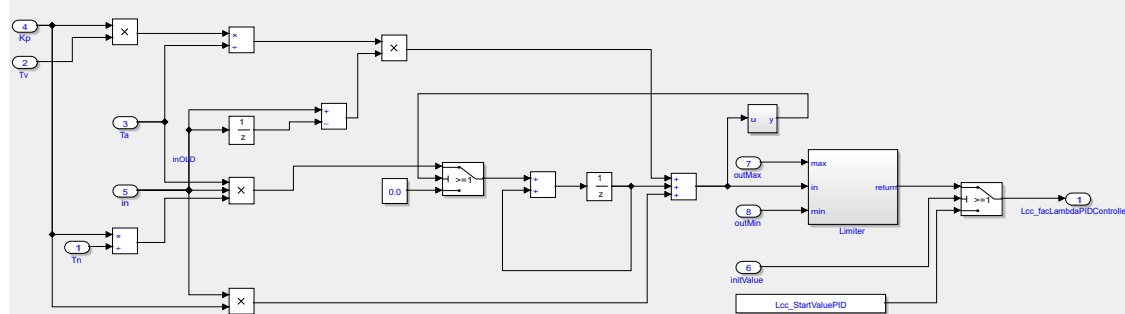 4
Kp
2
Tv
×
×
÷
×
3
Ta
+
−
1
z
inOLD
5
in
×
×
÷
1
Tn
×
0.0
>=1
+
+
1
z
+
+
+
u y
7
outMax
8
outMin
max
in
min
return
Limiter
>=1
1
Lcc_facLambdaPIDControlle
6
initValue
Lcc_StartValuePID